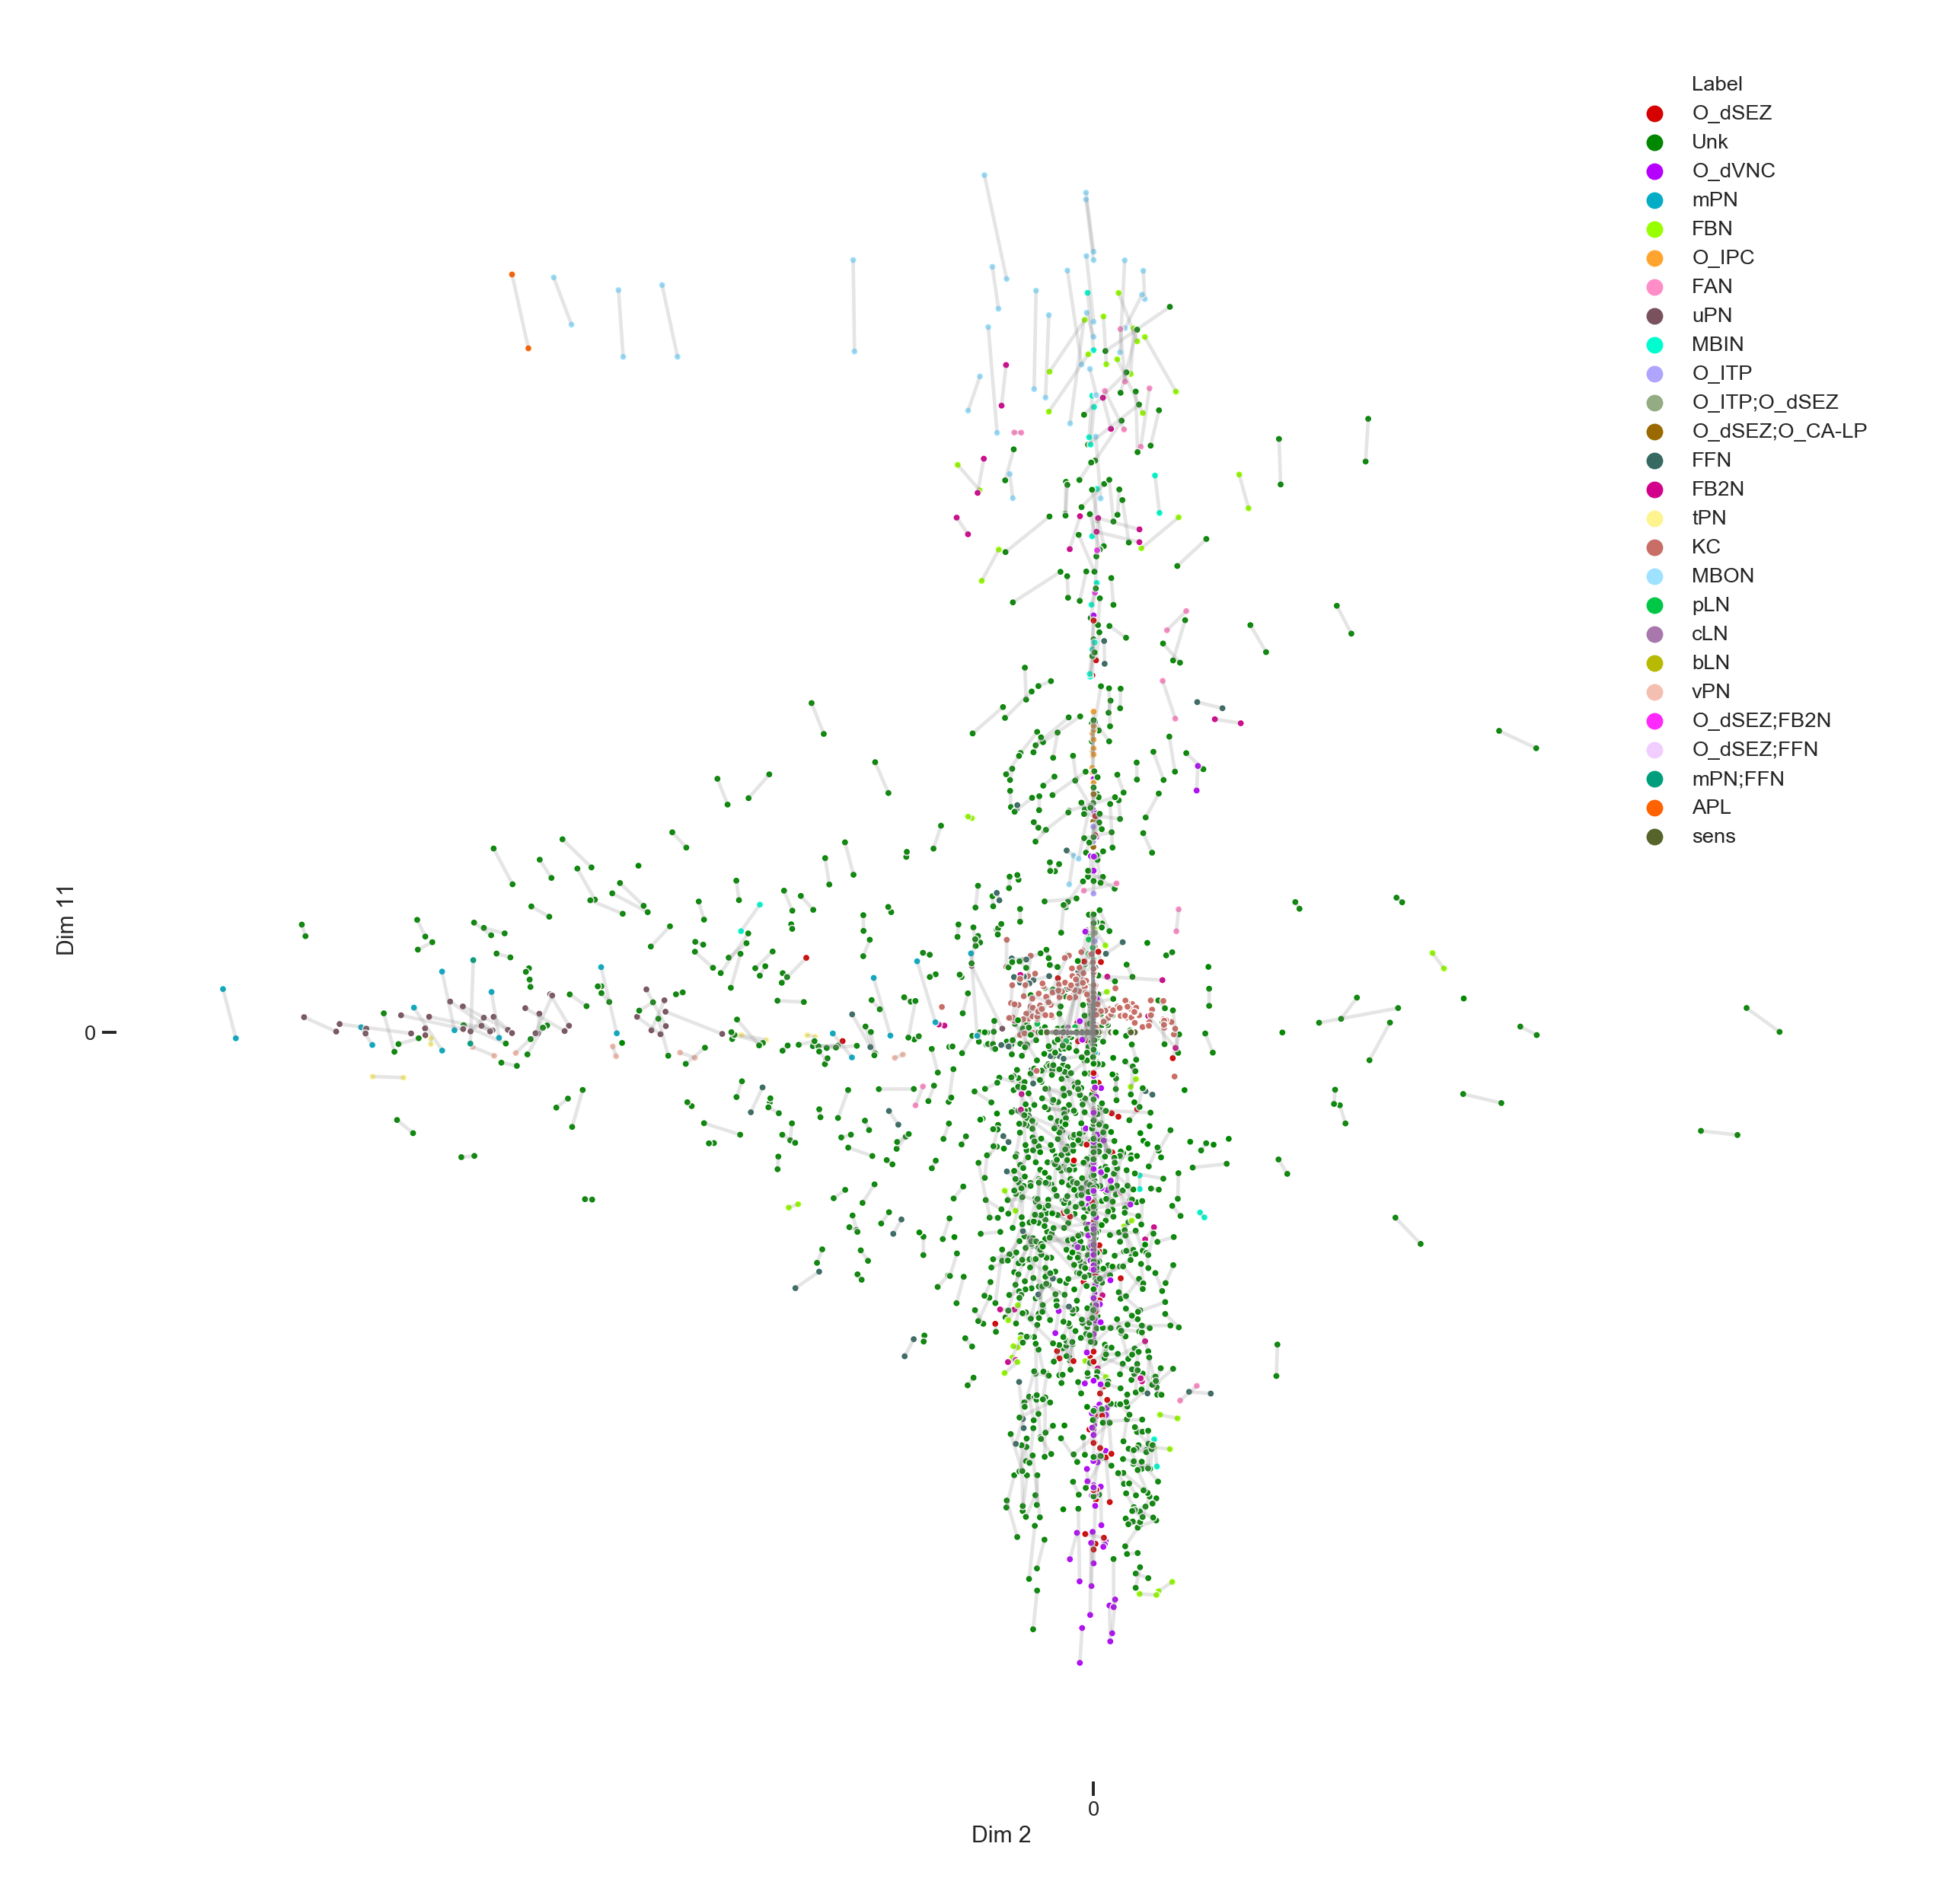 Label
O_dSEZ
Unk
O_dVNC
mPN
FBN
O_IPC
FAN
uPN
MBIN
O_ITP
O_ITP;O_dSEZ
O_dSEZ;O_CA-LP
FFN
FB2N
tPN
KC
MBON
pLN
cLN
bLN
vPN
O_dSEZ;FB2N
O_dSEZ;FFN
mPN;FFN
APL
sens
Dim 11
0
0
Dim 2